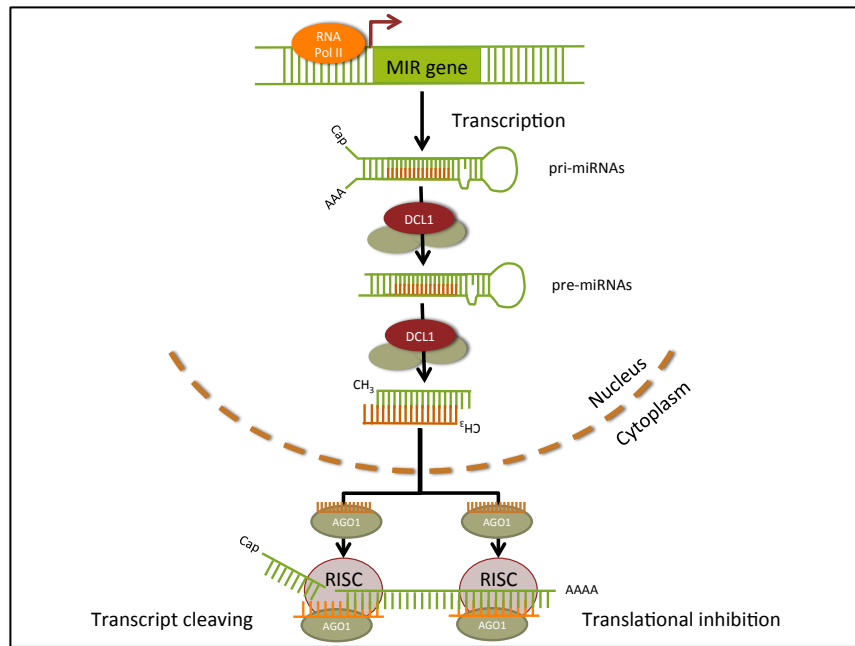 RNA
Pol II
MIR gene
Transcription
Cap
pri-miRNAs
AAA
DCL1
pre-miRNAs
DCL1
CH3
CH3
Nucleus
Cytoplasm
AGO1
AGO1
Cap
RISC
RISC
AAAA
Transcript cleaving
AGO1
AGO1
Translational inhibition